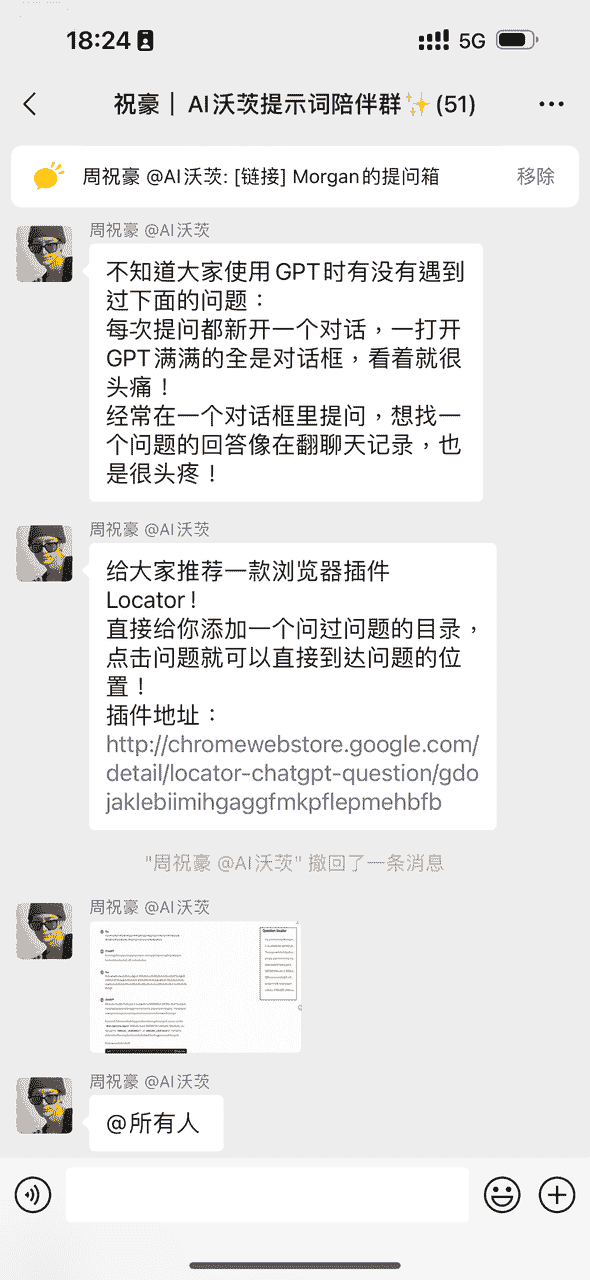 18:24
5G
祝豪｜AI沃茨提示词陪伴群✨(51)
周祝豪 @AI沃茨: [链接] Morgan的提问箱
移除
周祝豪 @AI沃茨
不知道大家使用GPT时有没有遇到
过下面的问题：
每次提问都新开一个对话，一打开
GPT满满的全是对话框，看着就很
头痛！
经常在一个对话框里提问，想找一
个问题的回答像在翻聊天记录，也
是很头疼！
周祝豪 @AI沃茨
给大家推荐一款浏览器插件
Locator！
直接给你添加一个问过问题的目录，
点击问题就可以直接到达问题的位
置！
插件地址：
http://chromewebstore.google.com/
detail/locator-chatgpt-question/gdo
jaklebiimihgaggfmkpflepmehbfb
"周祝豪 @AI沃茨" 撤回了一条消息
周祝豪 @AI沃茨
周祝豪 @AI沃茨
@所有人